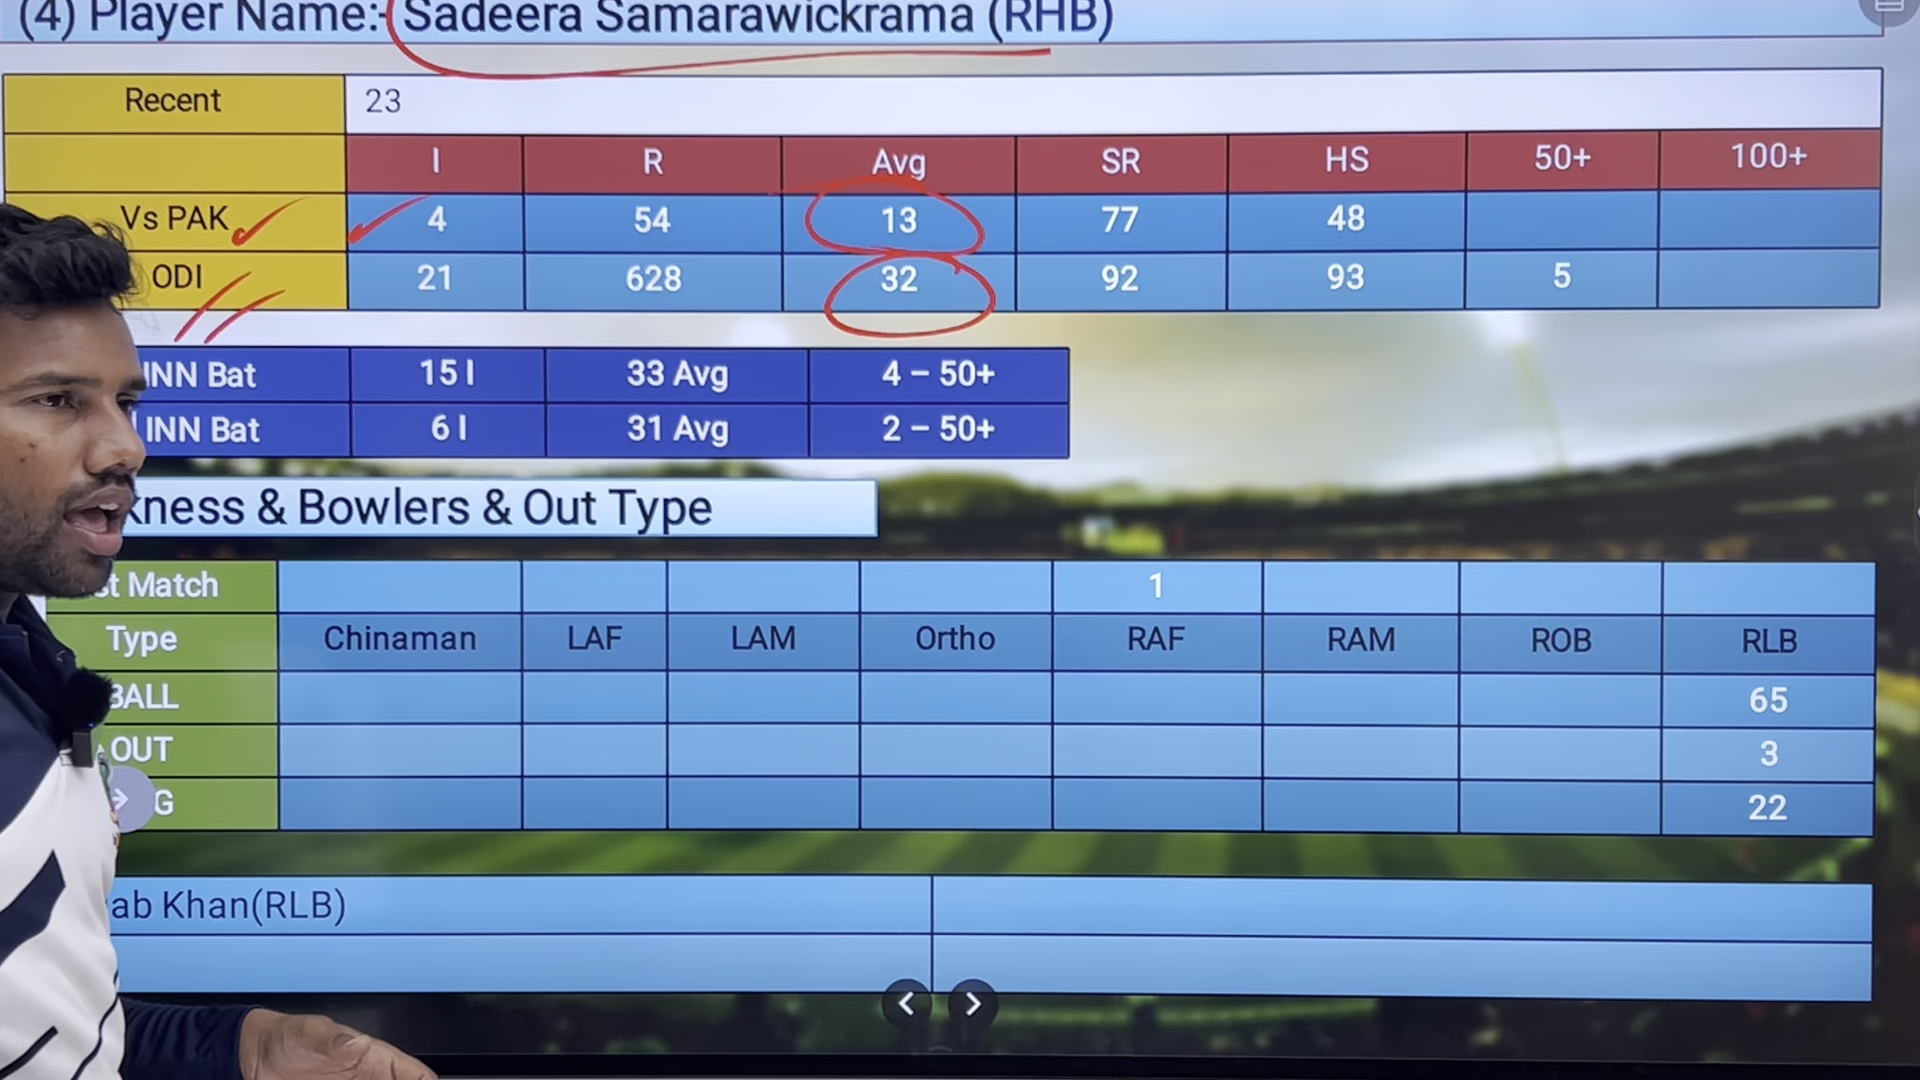 (4) Player Name:- Sadeera Samarawickrama (RHB)
Recent 23
I R Avg SR HS 50+ 100+
Vs PAK 4 54 13 77 48
ODI 21 628 32 92 93 5
INN Bat 15 I 33 Avg 4 – 50+
INN Bat 6 I 31 Avg 2 – 50+
& Bowlers & Out Type
Match 1
Type Chinaman LAF LAM Ortho RAF RAM ROB RLB
BALL 65
OUT 3
22
Khan(RLB)